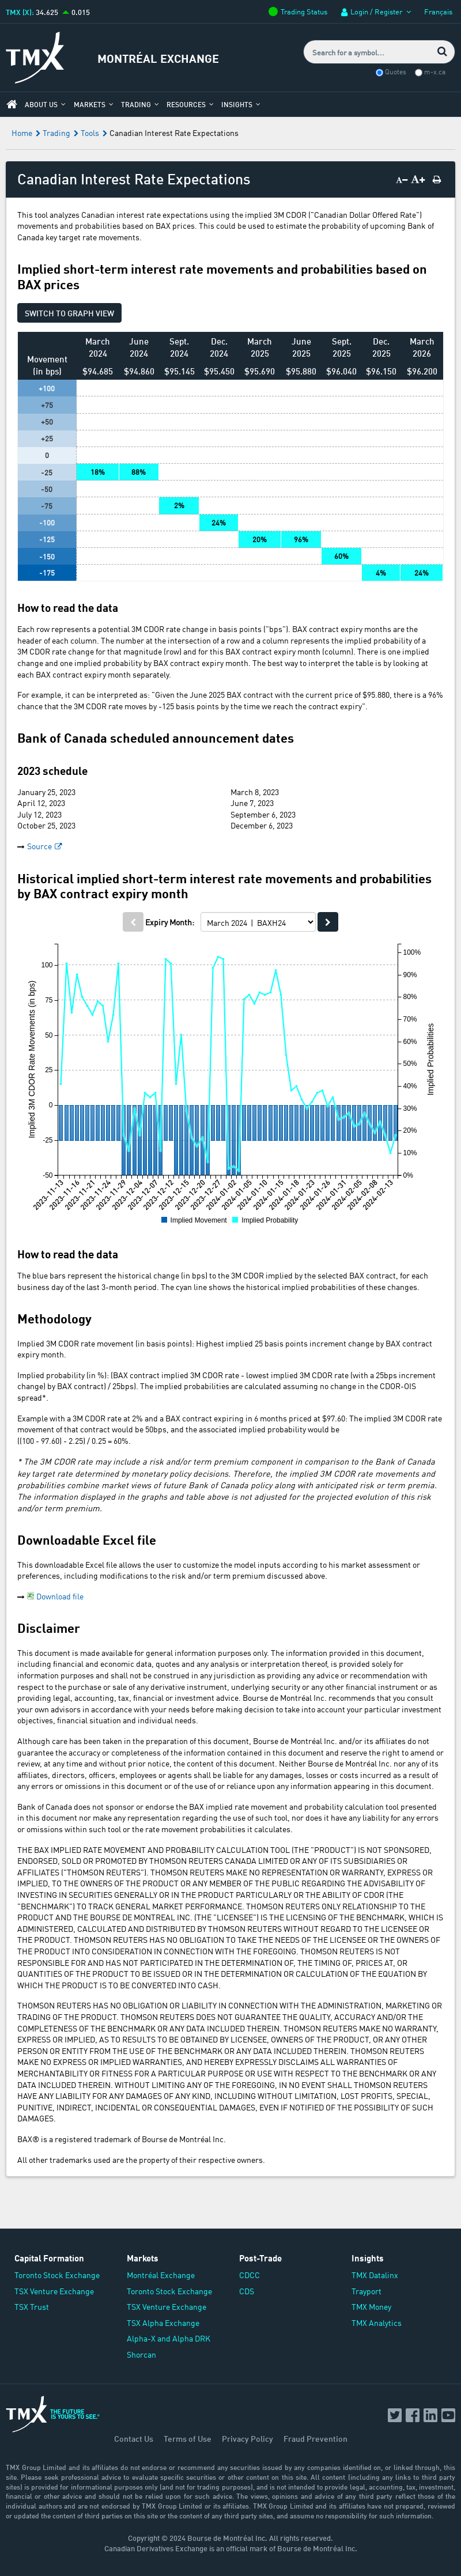 TMX (X): 34.625 0.015
Trading Status Login / Register Français
TMX MONTRÉAL EXCHANGE
Search for a symbol...
Quotes m-x.ca
ABOUT US MARKETS TRADING RESOURCES INSIGHTS
Home Trading Tools Canadian Interest Rate Expectations
Canadian Interest Rate Expectations A− A+
This tool analyzes Canadian interest rate expectations using the implied 3M CDOR ("Canadian Dollar Offered Rate")
movements and probabilities based on BAX prices. This could be used to estimate the probability of upcoming Bank of
Canada key target rate movements.
Implied short-term interest rate movements and probabilities based on
BAX prices
SWITCH TO GRAPH VIEW
Movement (in bps) March 2024 June 2024 Sept. 2024 Dec. 2024 March 2025 June 2025 Sept. 2025 Dec. 2025 March 2026
$94.685 $94.860 $95.145 $95.450 $95.690 $95.880 $96.040 $96.150 $96.200
+100
+75
+50
+25
0
-25 18% 88%
-50
-75 2%
-100 24%
-125 20% 96%
-150 60%
-175 4% 24%
How to read the data
Each row represents a potential 3M CDOR rate change in basis points ("bps"). BAX contract expiry months are the
header of each column. The number at the intersection of a row and a column represents the implied probability of a
3M CDOR rate change for that magnitude (row) and for this BAX contract expiry month (column). There is one implied
change and one implied probability by BAX contract expiry month. The best way to interpret the table is by looking at
each BAX contract expiry month separately.
For example, it can be interpreted as: "Given the June 2025 BAX contract with the current price of $95.880, there is a 96%
chance that the 3M CDOR rate moves by -125 basis points by the time we reach the contract expiry".
Bank of Canada scheduled announcement dates
2023 schedule
January 25, 2023 March 8, 2023
April 12, 2023 June 7, 2023
July 12, 2023 September 6, 2023
October 25, 2023 December 6, 2023
Source
Historical implied short-term interest rate movements and probabilities
by BAX contract expiry month
Expiry Month: March 2024 | BAXH24
Implied 3M CDOR Rate Movements (in bps)
100
75
50
25
0
-25
-50
100%
90%
80%
70%
60%
50%
40%
30%
20%
10%
0%
Implied Probabilities
2023-11-13 2023-11-16 2023-11-21 2023-11-24 2023-11-29 2023-12-04 2023-12-07 2023-12-12 2023-12-15 2023-12-20 2023-12-27 2024-01-02 2024-01-05 2024-01-10 2024-01-15 2024-01-18 2024-01-23 2024-01-26 2024-01-31 2024-02-05 2024-02-08 2024-02-13
Implied Movement Implied Probability
How to read the data
The blue bars represent the historical change (in bps) to the 3M CDOR implied by the selected BAX contract, for each
business day of the last 3-month period. The cyan line shows the historical implied probabilities of these changes.
Methodology
Implied 3M CDOR rate movement (in basis points): Highest implied 25 basis points increment change by BAX contract
expiry month.
Implied probability (in %): (BAX contract implied 3M CDOR rate - lowest implied 3M CDOR rate (with a 25bps increment
change) by BAX contract) / 25bps). The implied probabilities are calculated assuming no change in the CDOR-OIS
spread*.
Example with a 3M CDOR rate at 2% and a BAX contract expiring in 6 months priced at $97.60: The implied 3M CDOR rate
movement of that contract would be 50bps, and the associated implied probability would be
((100 - 97.60) - 2.25) / 0.25 = 60%.
* The 3M CDOR rate may include a risk and/or term premium component in comparison to the Bank of Canada
key target rate determined by monetary policy decisions. Therefore, the implied 3M CDOR rate movements and
probabilities combine views of future Bank of Canada policy along with anticipated risk or term premia.
The information displayed in the graphs and table above is not adjusted for the projected evolution of this risk
and/or term premium.
Downloadable Excel file
This downloadable Excel file allows the user to customize the model inputs according to his market assessment or
preferences, including modifications to the risk and/or term premium discussed above.
Download file
Disclaimer
This document is made available for general information purposes only. The information provided in this document,
including financial and economic data, quotes and any analysis or interpretation thereof, is provided solely for
information purposes and shall not be construed in any jurisdiction as providing any advice or recommendation with
respect to the purchase or sale of any derivative instrument, underlying security or any other financial instrument or as
providing legal, accounting, tax, financial or investment advice. Bourse de Montréal Inc. recommends that you consult
your own advisors in accordance with your needs before making decision to take into account your particular investment
objectives, financial situation and individual needs.
Although care has been taken in the preparation of this document, Bourse de Montréal Inc. and/or its affiliates do not
guarantee the accuracy or completeness of the information contained in this document and reserve the right to amend or
review, at any time and without prior notice, the content of this document. Neither Bourse de Montréal Inc. nor any of its
affiliates, directors, officers, employees or agents shall be liable for any damages, losses or costs incurred as a result of
any errors or omissions in this document or of the use of or reliance upon any information appearing in this document.
Bank of Canada does not sponsor or endorse the BAX implied rate movement and probability calculation tool presented
in this document nor make any representation regarding the use of such tool, nor does it have any liability for any errors
or omissions within such tool or the rate movement probabilities it calculates.
THE BAX IMPLIED RATE MOVEMENT AND PROBABILITY CALCULATION TOOL (THE "PRODUCT") IS NOT SPONSORED,
ENDORSED, SOLD OR PROMOTED BY THOMSON REUTERS CANADA LIMITED OR ANY OF ITS SUBSIDIARIES OR
AFFILIATES ("THOMSON REUTERS"). THOMSON REUTERS MAKE NO REPRESENTATION OR WARRANTY, EXPRESS OR
IMPLIED, TO THE OWNERS OF THE PRODUCT OR ANY MEMBER OF THE PUBLIC REGARDING THE ADVISABILITY OF
INVESTING IN SECURITIES GENERALLY OR IN THE PRODUCT PARTICULARLY OR THE ABILITY OF CDOR (THE
"BENCHMARK") TO TRACK GENERAL MARKET PERFORMANCE. THOMSON REUTERS ONLY RELATIONSHIP TO THE
PRODUCT AND THE BOURSE DE MONTREAL INC. (THE "LICENSEE") IS THE LICENSING OF THE BENCHMARK, WHICH IS
ADMINISTERED, CALCULATED AND DISTRIBUTED BY THOMSON REUTERS WITHOUT REGARD TO THE LICENSEE OR
THE PRODUCT. THOMSON REUTERS HAS NO OBLIGATION TO TAKE THE NEEDS OF THE LICENSEE OR THE OWNERS OF
THE PRODUCT INTO CONSIDERATION IN CONNECTION WITH THE FOREGOING. THOMSON REUTERS IS NOT
RESPONSIBLE FOR AND HAS NOT PARTICIPATED IN THE DETERMINATION OF, THE TIMING OF, PRICES AT, OR
QUANTITIES OF THE PRODUCT TO BE ISSUED OR IN THE DETERMINATION OR CALCULATION OF THE EQUATION BY
WHICH THE PRODUCT IS TO BE CONVERTED INTO CASH.
THOMSON REUTERS HAS NO OBLIGATION OR LIABILITY IN CONNECTION WITH THE ADMINISTRATION, MARKETING OR
TRADING OF THE PRODUCT. THOMSON REUTERS DOES NOT GUARANTEE THE QUALITY, ACCURACY AND/OR THE
COMPLETENESS OF THE BENCHMARK OR ANY DATA INCLUDED THEREIN. THOMSON REUTERS MAKE NO WARRANTY,
EXPRESS OR IMPLIED, AS TO RESULTS TO BE OBTAINED BY LICENSEE, OWNERS OF THE PRODUCT, OR ANY OTHER
PERSON OR ENTITY FROM THE USE OF THE BENCHMARK OR ANY DATA INCLUDED THEREIN. THOMSON REUTERS
MAKE NO EXPRESS OR IMPLIED WARRANTIES, AND HEREBY EXPRESSLY DISCLAIMS ALL WARRANTIES OF
MERCHANTABILITY OR FITNESS FOR A PARTICULAR PURPOSE OR USE WITH RESPECT TO THE BENCHMARK OR ANY
DATA INCLUDED THEREIN. WITHOUT LIMITING ANY OF THE FOREGOING, IN NO EVENT SHALL THOMSON REUTERS
HAVE ANY LIABILITY FOR ANY DAMAGES OF ANY KIND, INCLUDING WITHOUT LIMITATION, LOST PROFITS, SPECIAL,
PUNITIVE, INDIRECT, INCIDENTAL OR CONSEQUENTIAL DAMAGES, EVEN IF NOTIFIED OF THE POSSIBILITY OF SUCH
DAMAGES.
BAX® is a registered trademark of Bourse de Montréal Inc.
All other trademarks used are the property of their respective owners.
Capital Formation Markets Post-Trade Insights
Toronto Stock Exchange Montréal Exchange CDCC TMX Datalinx
TSX Venture Exchange Toronto Stock Exchange CDS Trayport
TSX Trust TSX Venture Exchange TMX Money
TSX Alpha Exchange TMX Analytics
Alpha-X and Alpha DRK
Shorcan
TMX THE FUTURE IS YOURS TO SEE.®
Contact Us Terms of Use Privacy Policy Fraud Prevention
TMX Group Limited and its affiliates do not endorse or recommend any securities issued by any companies identified on, or linked through, this
site. Please seek professional advice to evaluate specific securities or other content on this site. All content (including any links to third party
sites) is provided for informational purposes only (and not for trading purposes), and is not intended to provide legal, accounting, tax, investment,
financial or other advice and should not be relied upon for such advice. The views, opinions and advice of any third party reflect those of the
individual authors and are not endorsed by TMX Group Limited or its affiliates. TMX Group Limited and its affiliates have not prepared, reviewed
or updated the content of third parties on this site or the content of any third party sites, and assume no responsibility for such information.
Copyright © 2024 Bourse de Montréal Inc. All rights reserved.
Canadian Derivatives Exchange is an official mark of Bourse de Montréal Inc.